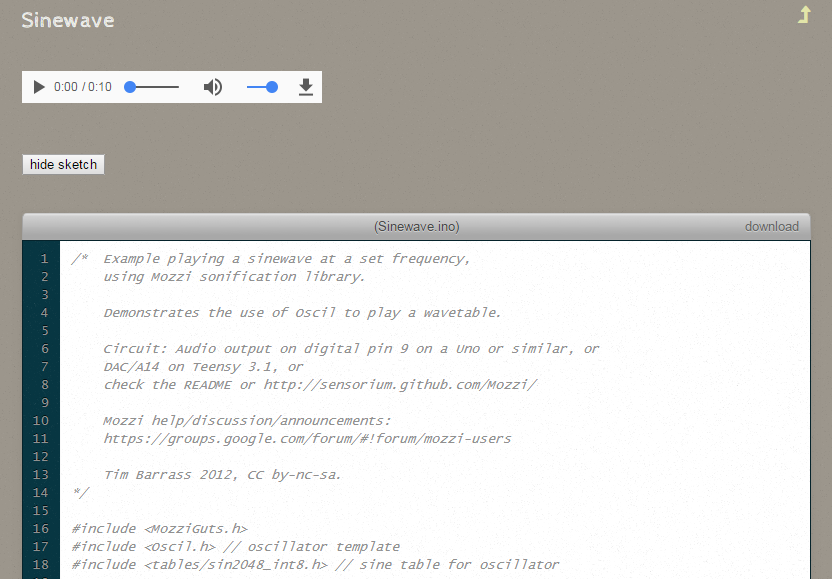 Sinewave
0:00 / 0:10
hide sketch
(Sinewave.ino) download
1 /* Example playing a sinewave at a set frequency,
2 using Mozzi sonification library.
3
4 Demonstrates the use of Oscil to play a wavetable.
5
6 Circuit: Audio output on digital pin 9 on a Uno or similar, or
7 DAC/A14 on Teensy 3.1, or
8 check the README or http://sensorium.github.com/Mozzi/
9
10 Mozzi help/discussion/announcements:
11 https://groups.google.com/forum/#!forum/mozzi-users
12
13 Tim Barrass 2012, CC by-nc-sa.
14 */
15
16 #include <MozziGuts.h>
17 #include <Oscil.h> // oscillator template
18 #include <tables/sin2048_int8.h> // sine table for oscillator